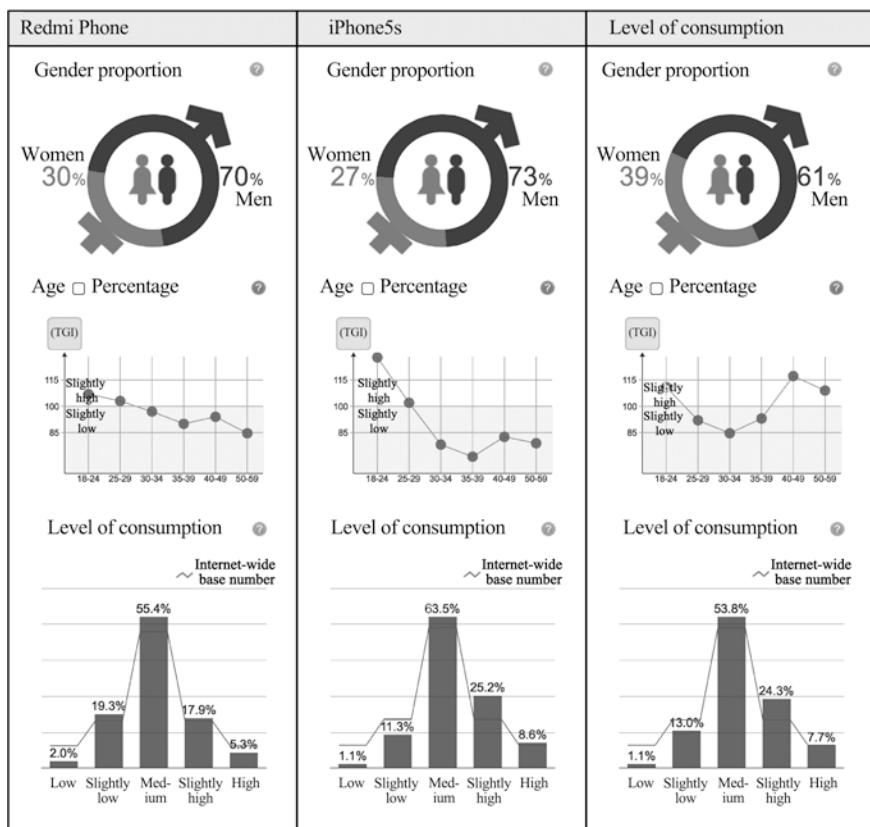 Redmi Phone
iPhone5s
Level of consumption
Gender proportion ?
Women
30%
70%
Men
Gender proportion ?
Women
27%
73%
Men
Gender proportion ?
Women
39%
61%
Men
Age Percentage ?
(TGI)
115
Slightly
high
100
Slightly
low
85
18-24 25-29 30-34 35-39 40-49 50-59
Age Percentage ?
(TGI)
115
Slightly
high
100
Slightly
low
85
18-24 25-29 30-34 35-39 40-49 50-59
Age Percentage ?
(TGI)
115
Slightly
high
100
Slightly
low
85
18-24 25-29 30-34 35-39 40-49 50-59
Level of consumption ?
Internet-wide
base number
2.0%
19.3%
55.4%
17.9%
5.3%
Low Slightly Med- Slightly High
low ium high
Level of consumption ?
Internet-wide
base number
1.1%
11.3%
63.5%
25.2%
8.6%
Low Slightly Med- Slightly High
low ium high
Level of consumption ?
Internet-wide
base number
1.1%
13.0%
53.8%
24.3%
7.7%
Low Slightly Med- Slightly High
low ium high